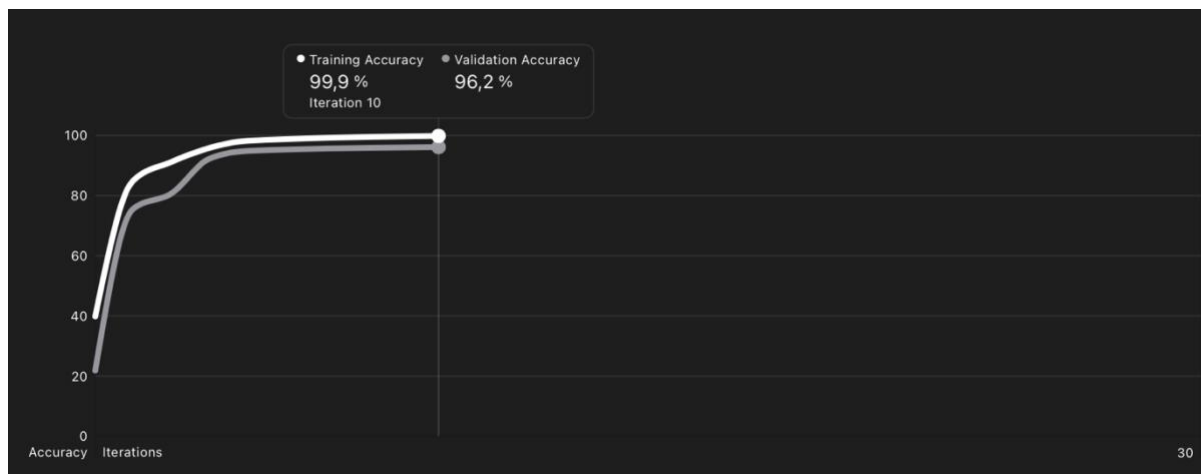 Training Accuracy Validation Accuracy
99,9 % 96,2 %
Iteration 10
100
80
60
40
20
0
Accuracy Iterations 30